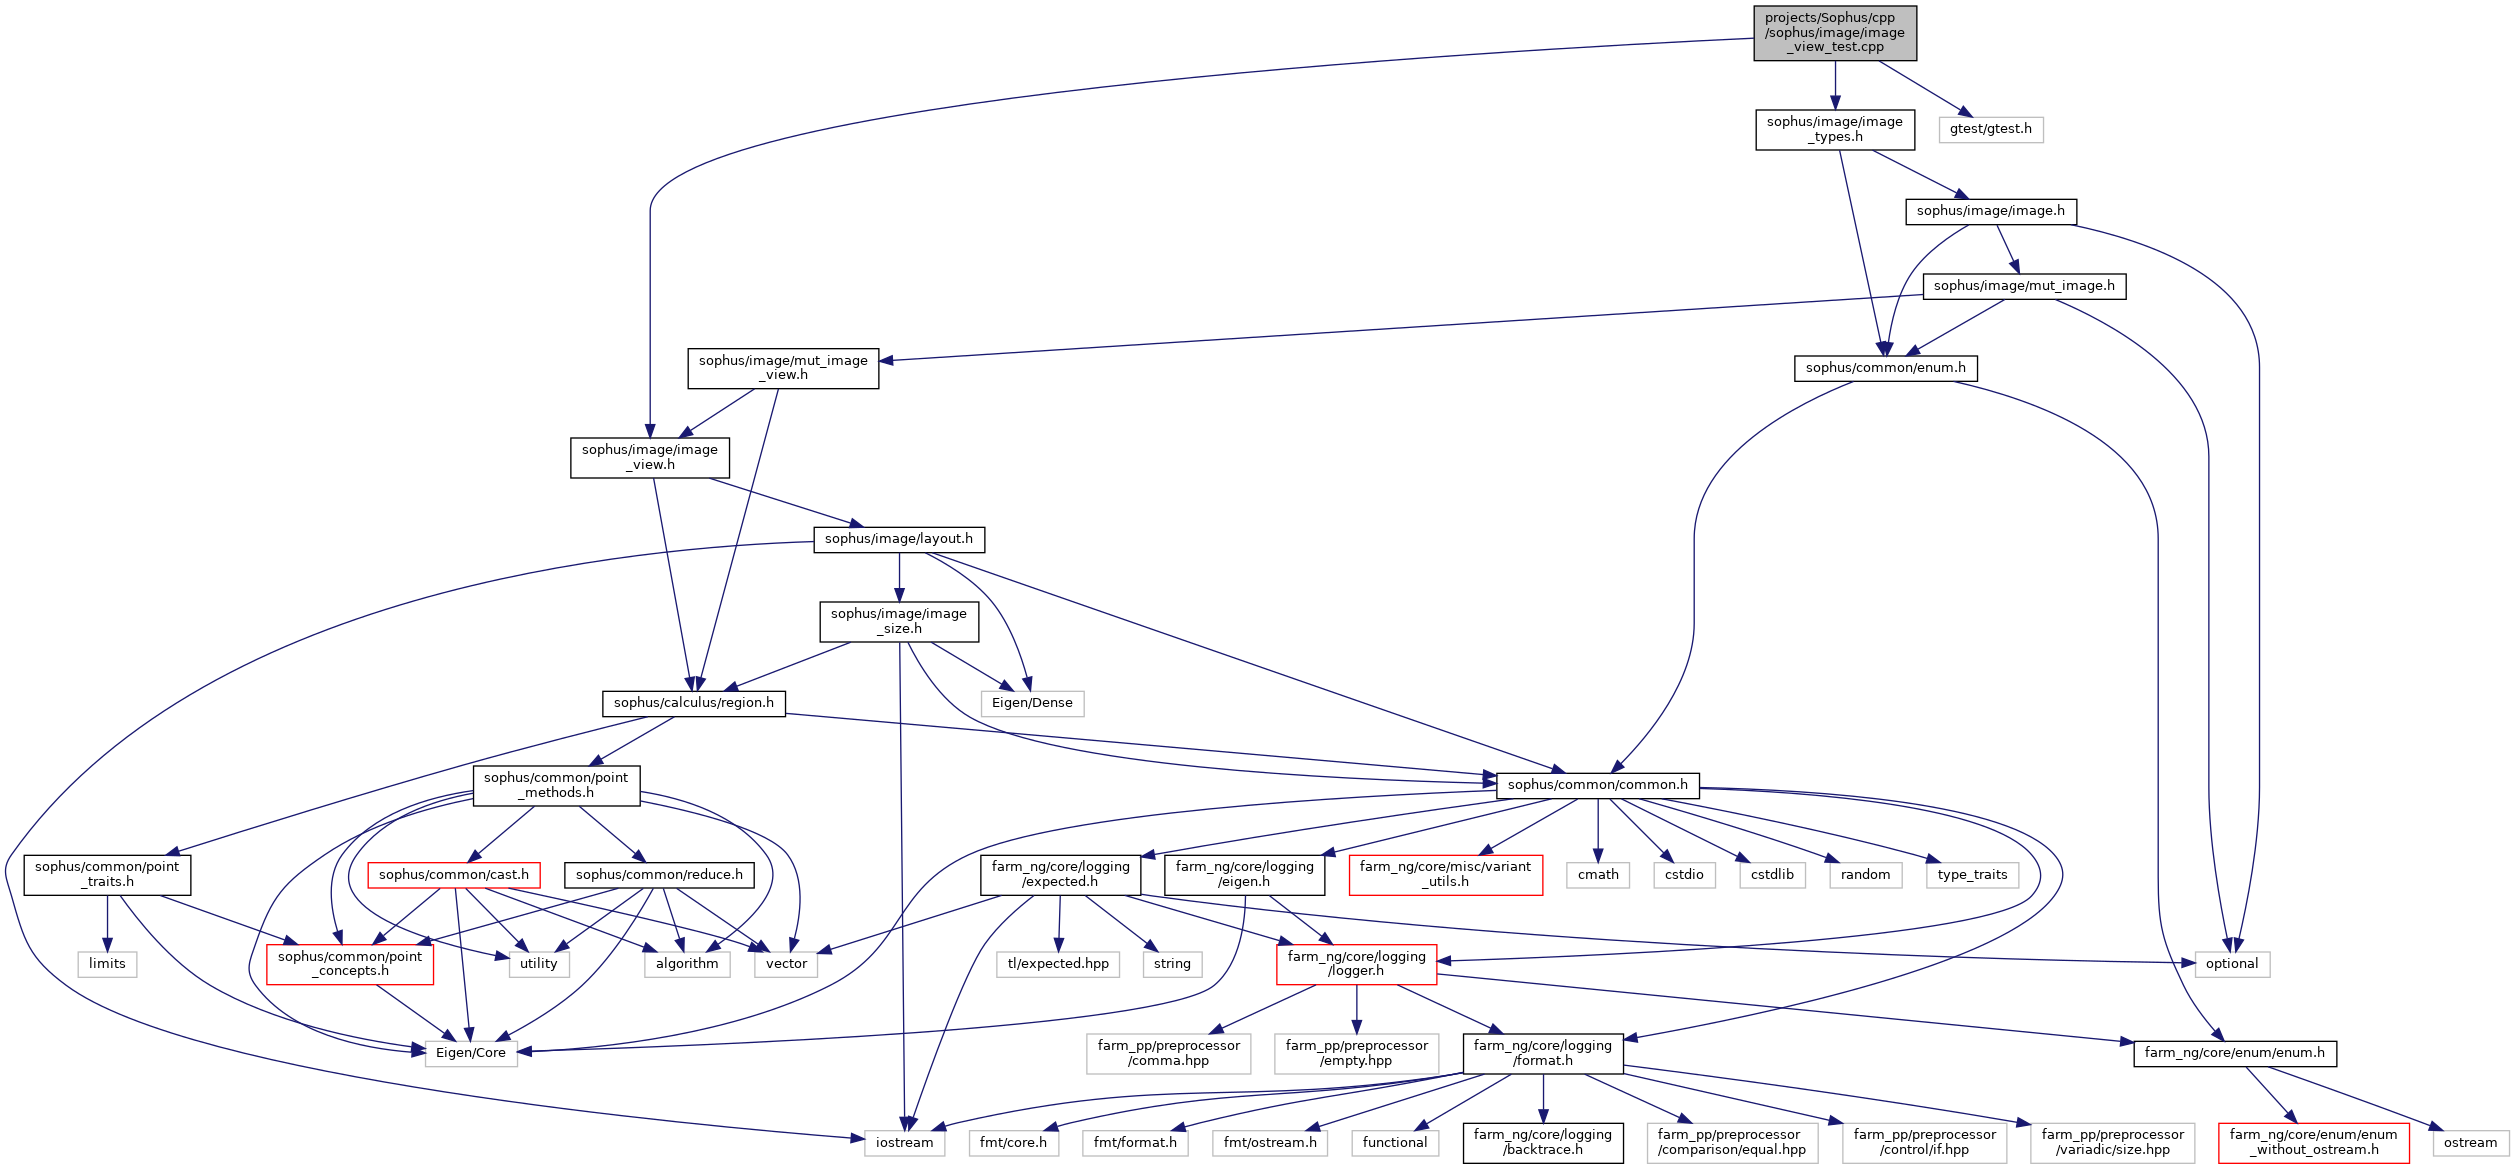 projects/Sophus/cpp
/sophus/image/image
_view_test.cpp
sophus/image/image
_types.h
gtest/gtest.h
sophus/image/image.h
sophus/image/mut_image.h
sophus/image/mut_image
_view.h
sophus/common/enum.h
sophus/image/image
_view.h
sophus/image/layout.h
sophus/image/image
_size.h
sophus/calculus/region.h
Eigen/Dense
sophus/common/point
_methods.h
sophus/common/common.h
sophus/common/point
_traits.h
sophus/common/cast.h
sophus/common/reduce.h
farm_ng/core/logging
/expected.h
farm_ng/core/logging
/eigen.h
farm_ng/core/misc/variant
_utils.h
cmath
cstdio
cstdlib
random
type_traits
limits
sophus/common/point
_concepts.h
utility
algorithm
vector
tl/expected.hpp
string
farm_ng/core/logging
/logger.h
optional
Eigen/Core
farm_pp/preprocessor
/comma.hpp
farm_pp/preprocessor
/empty.hpp
farm_ng/core/logging
/format.h
farm_ng/core/enum/enum.h
iostream
fmt/core.h
fmt/format.h
fmt/ostream.h
functional
farm_ng/core/logging
/backtrace.h
farm_pp/preprocessor
/comparison/equal.hpp
farm_pp/preprocessor
/control/if.hpp
farm_pp/preprocessor
/variadic/size.hpp
farm_ng/core/enum/enum
_without_ostream.h
ostream